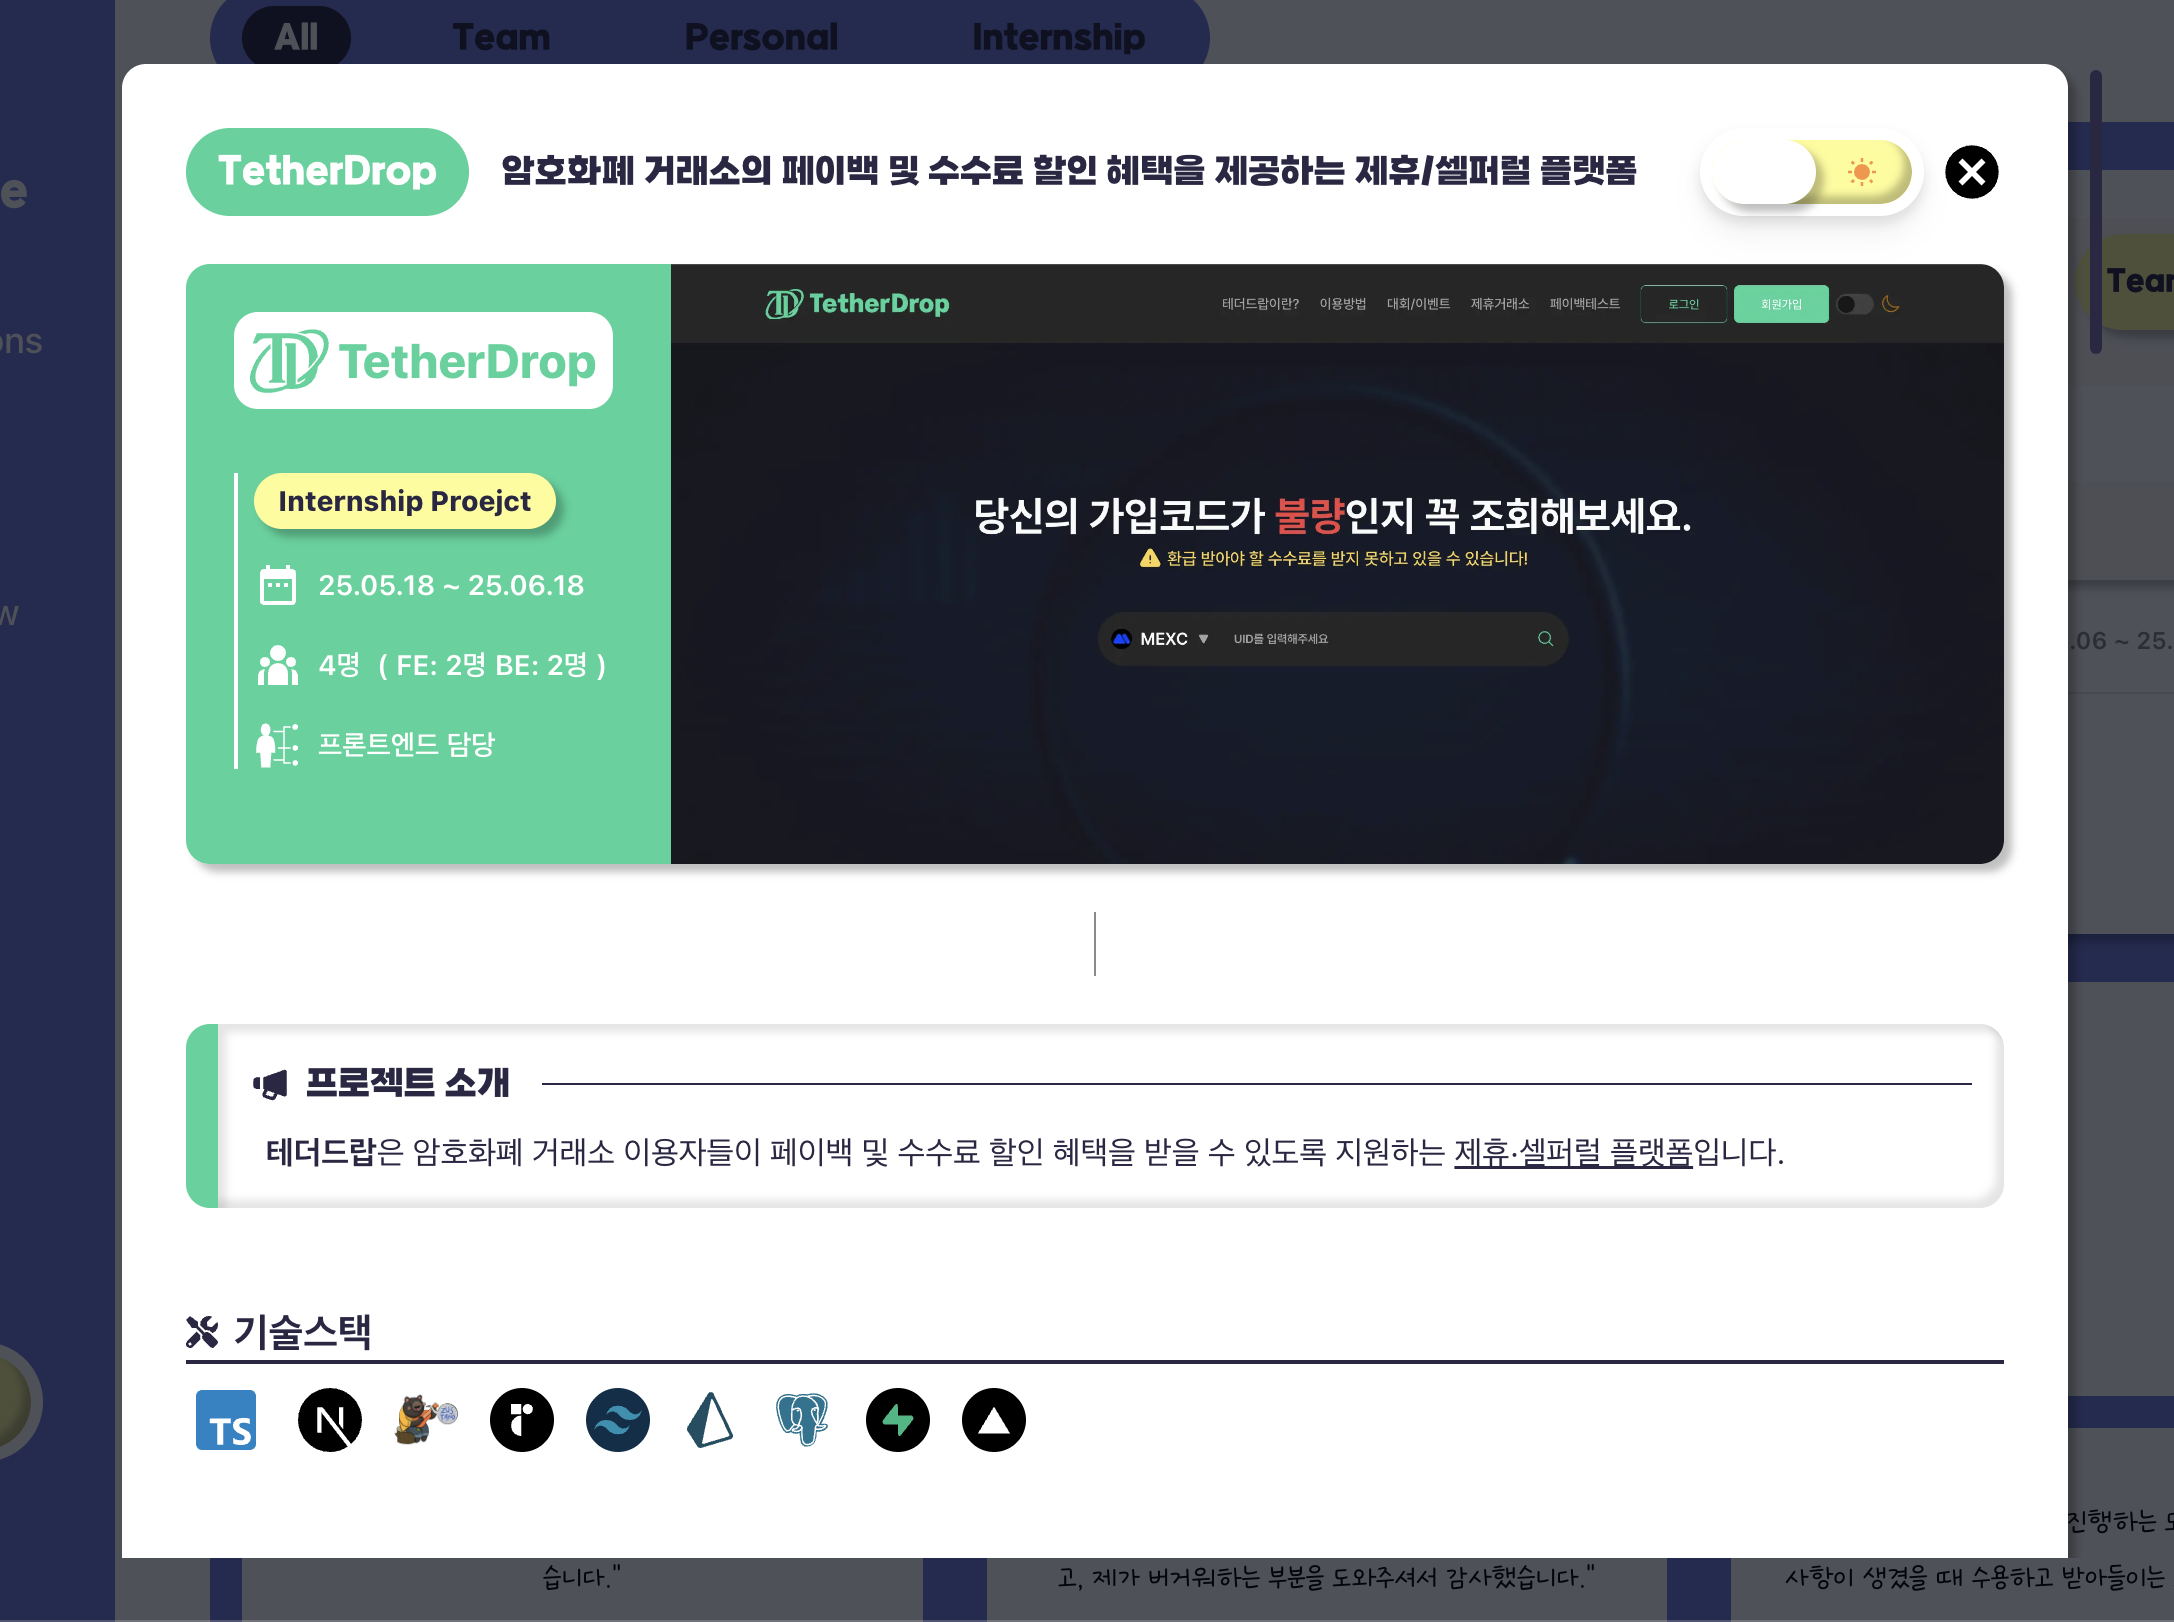 All Team Personal Internship
TetherDrop 암호화폐 거래소의 페이백 및 수수료 할인 혜택을 제공하는 제휴/셀퍼럴 플랫폼
TetherDrop
Internship Proejct
25.05.18 ~ 25.06.18
4명 ( FE: 2명 BE: 2명 )
프론트엔드 담당
TetherDrop 테더드랍이란? 이용방법 대회/이벤트 제휴거래소 페이백테스트 로그인 회원가입
당신의 가입코드가 불량인지 꼭 조회해보세요.
환급 받아야 할 수수료를 받지 못하고 있을 수 있습니다!
MEXC ▼ UID를 입력해주세요
프로젝트 소개
테더드랍은 암호화폐 거래소 이용자들이 페이백 및 수수료 할인 혜택을 받을 수 있도록 지원하는 제휴·셀퍼럴 플랫폼입니다.
기술스택
TS
e
ons
w
Tear
.06 ~ 25.
진행하는
습니다."
고, 제가 버거워하는 부분을 도와주셔서 감사했습니다."
사항이 생겼을 때 수용하고 받아들이는